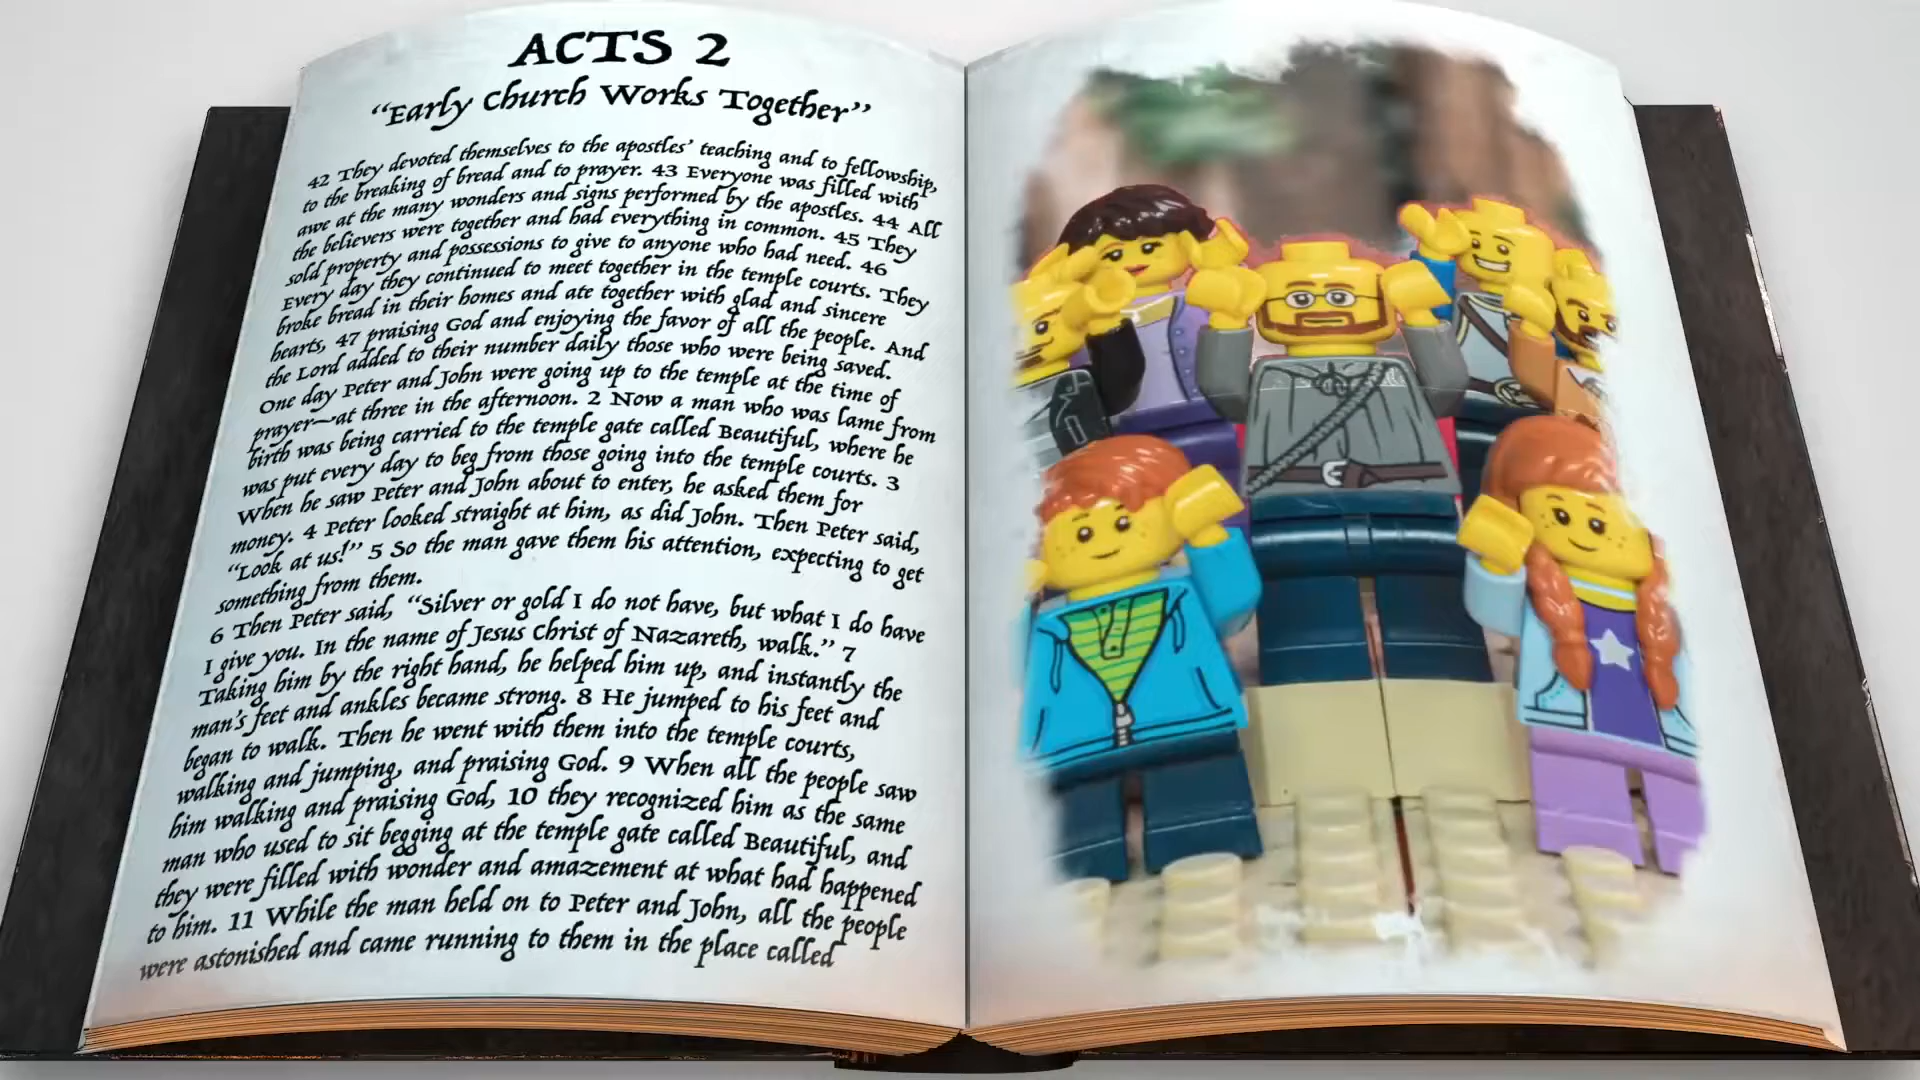 ACTS 2
“Early Church Works Together”
42 They devoted themselves to the apostles’ teaching and to fellowship,
to the breaking of bread and to prayer. 43 Everyone was filled with
awe at the many wonders and signs performed by the apostles. 44 All
the believers were together and had everything in common. 45 They
sold property and possessions to give to anyone who had need. 46
Every day they continued to meet together in the temple courts. They
broke bread in their homes and ate together with glad and sincere
hearts, 47 praising God and enjoying the favor of all the people. And
the Lord added to their number daily those who were being saved.
One day Peter and John were going up to the temple at the time of
prayer—at three in the afternoon. 2 Now a man who was lame from
birth was being carried to the temple gate called Beautiful, where he
was put every day to beg from those going into the temple courts. 3
When he saw Peter and John about to enter, he asked them for
money. 4 Peter looked straight at him, as did John. Then Peter said,
“Look at us!” 5 So the man gave them his attention, expecting to get
something from them.
6 Then Peter said, “Silver or gold I do not have, but what I do have
I give you. In the name of Jesus Christ of Nazareth, walk.” 7
Taking him by the right hand, he helped him up, and instantly the
man’s feet and ankles became strong. 8 He jumped to his feet and
began to walk. Then he went with them into the temple courts,
walking and jumping, and praising God. 9 When all the people saw
him walking and praising God, 10 they recognized him as the same
man who used to sit begging at the temple gate called Beautiful, and
they were filled with wonder and amazement at what had happened
to him. 11 While the man held on to Peter and John, all the people
were astonished and came running to them in the place called